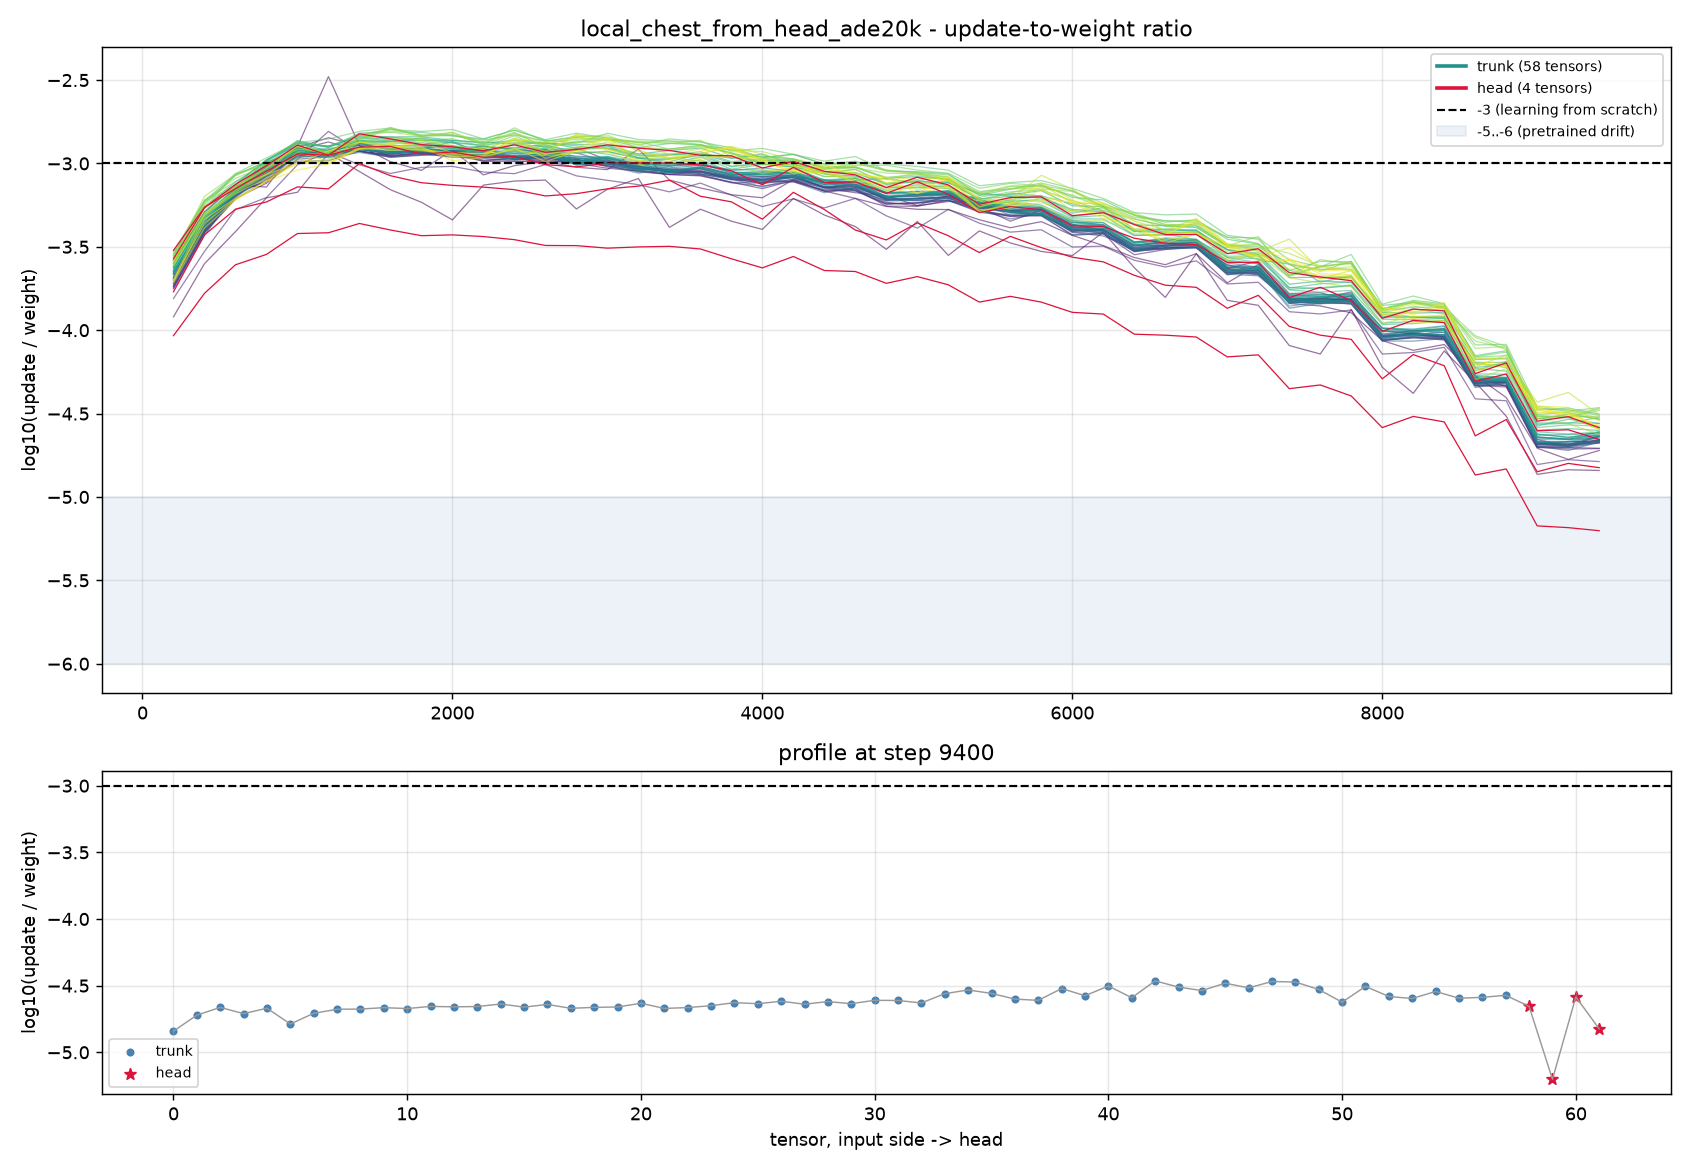 local_chest_from_head_ade20k - update-to-weight ratio
−2.5
−3.0
−3.5
−4.0
−4.5
−5.0
−5.5
−6.0
log10(update / weight)
trunk (58 tensors)
head (4 tensors)
-3 (learning from scratch)
-5..-6 (pretrained drift)
0 2000 4000 6000 8000
profile at step 9400
−3.0
−3.5
−4.0
−4.5
−5.0
log10(update / weight)
trunk
head
0 10 20 30 40 50 60
tensor, input side -> head